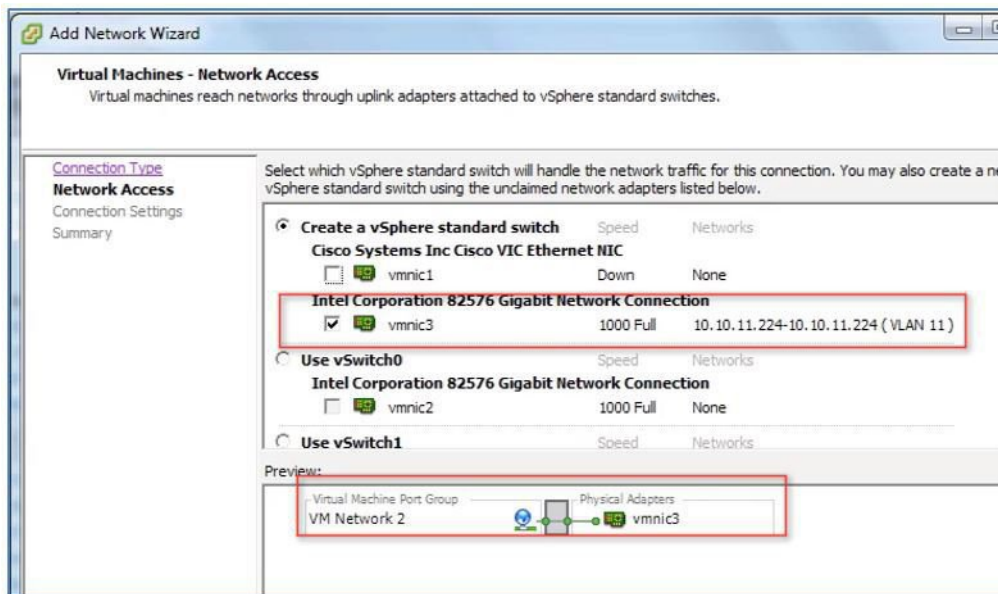 Add Network Wizard
Virtual Machines - Network Access
Virtual machines reach networks through uplink adapters attached to vSphere standard switches.
Connection Type
Network Access
Connection Settings
Summary
Select which vSphere standard switch will handle the network traffic for this connection. You may also create a
vSphere standard switch using the unclaimed network adapters listed below.
Create a vSphere standard switch Speed Networks
Cisco Systems Inc Cisco VIC Ethernet NIC
vmnic1 Down None
Intel Corporation 82576 Gigabit Network Connection
vmnic3 1000 Full 10.10.11.224-10.10.11.224 ( VLAN 11 )
Use vSwitch0 Speed Networks
Intel Corporation 82576 Gigabit Network Connection
vmnic2 1000 Full None
Use vSwitch1 Speed Networks
Preview:
Virtual Machine Port Group Physical Adapters
VM Network 2 vmnic3